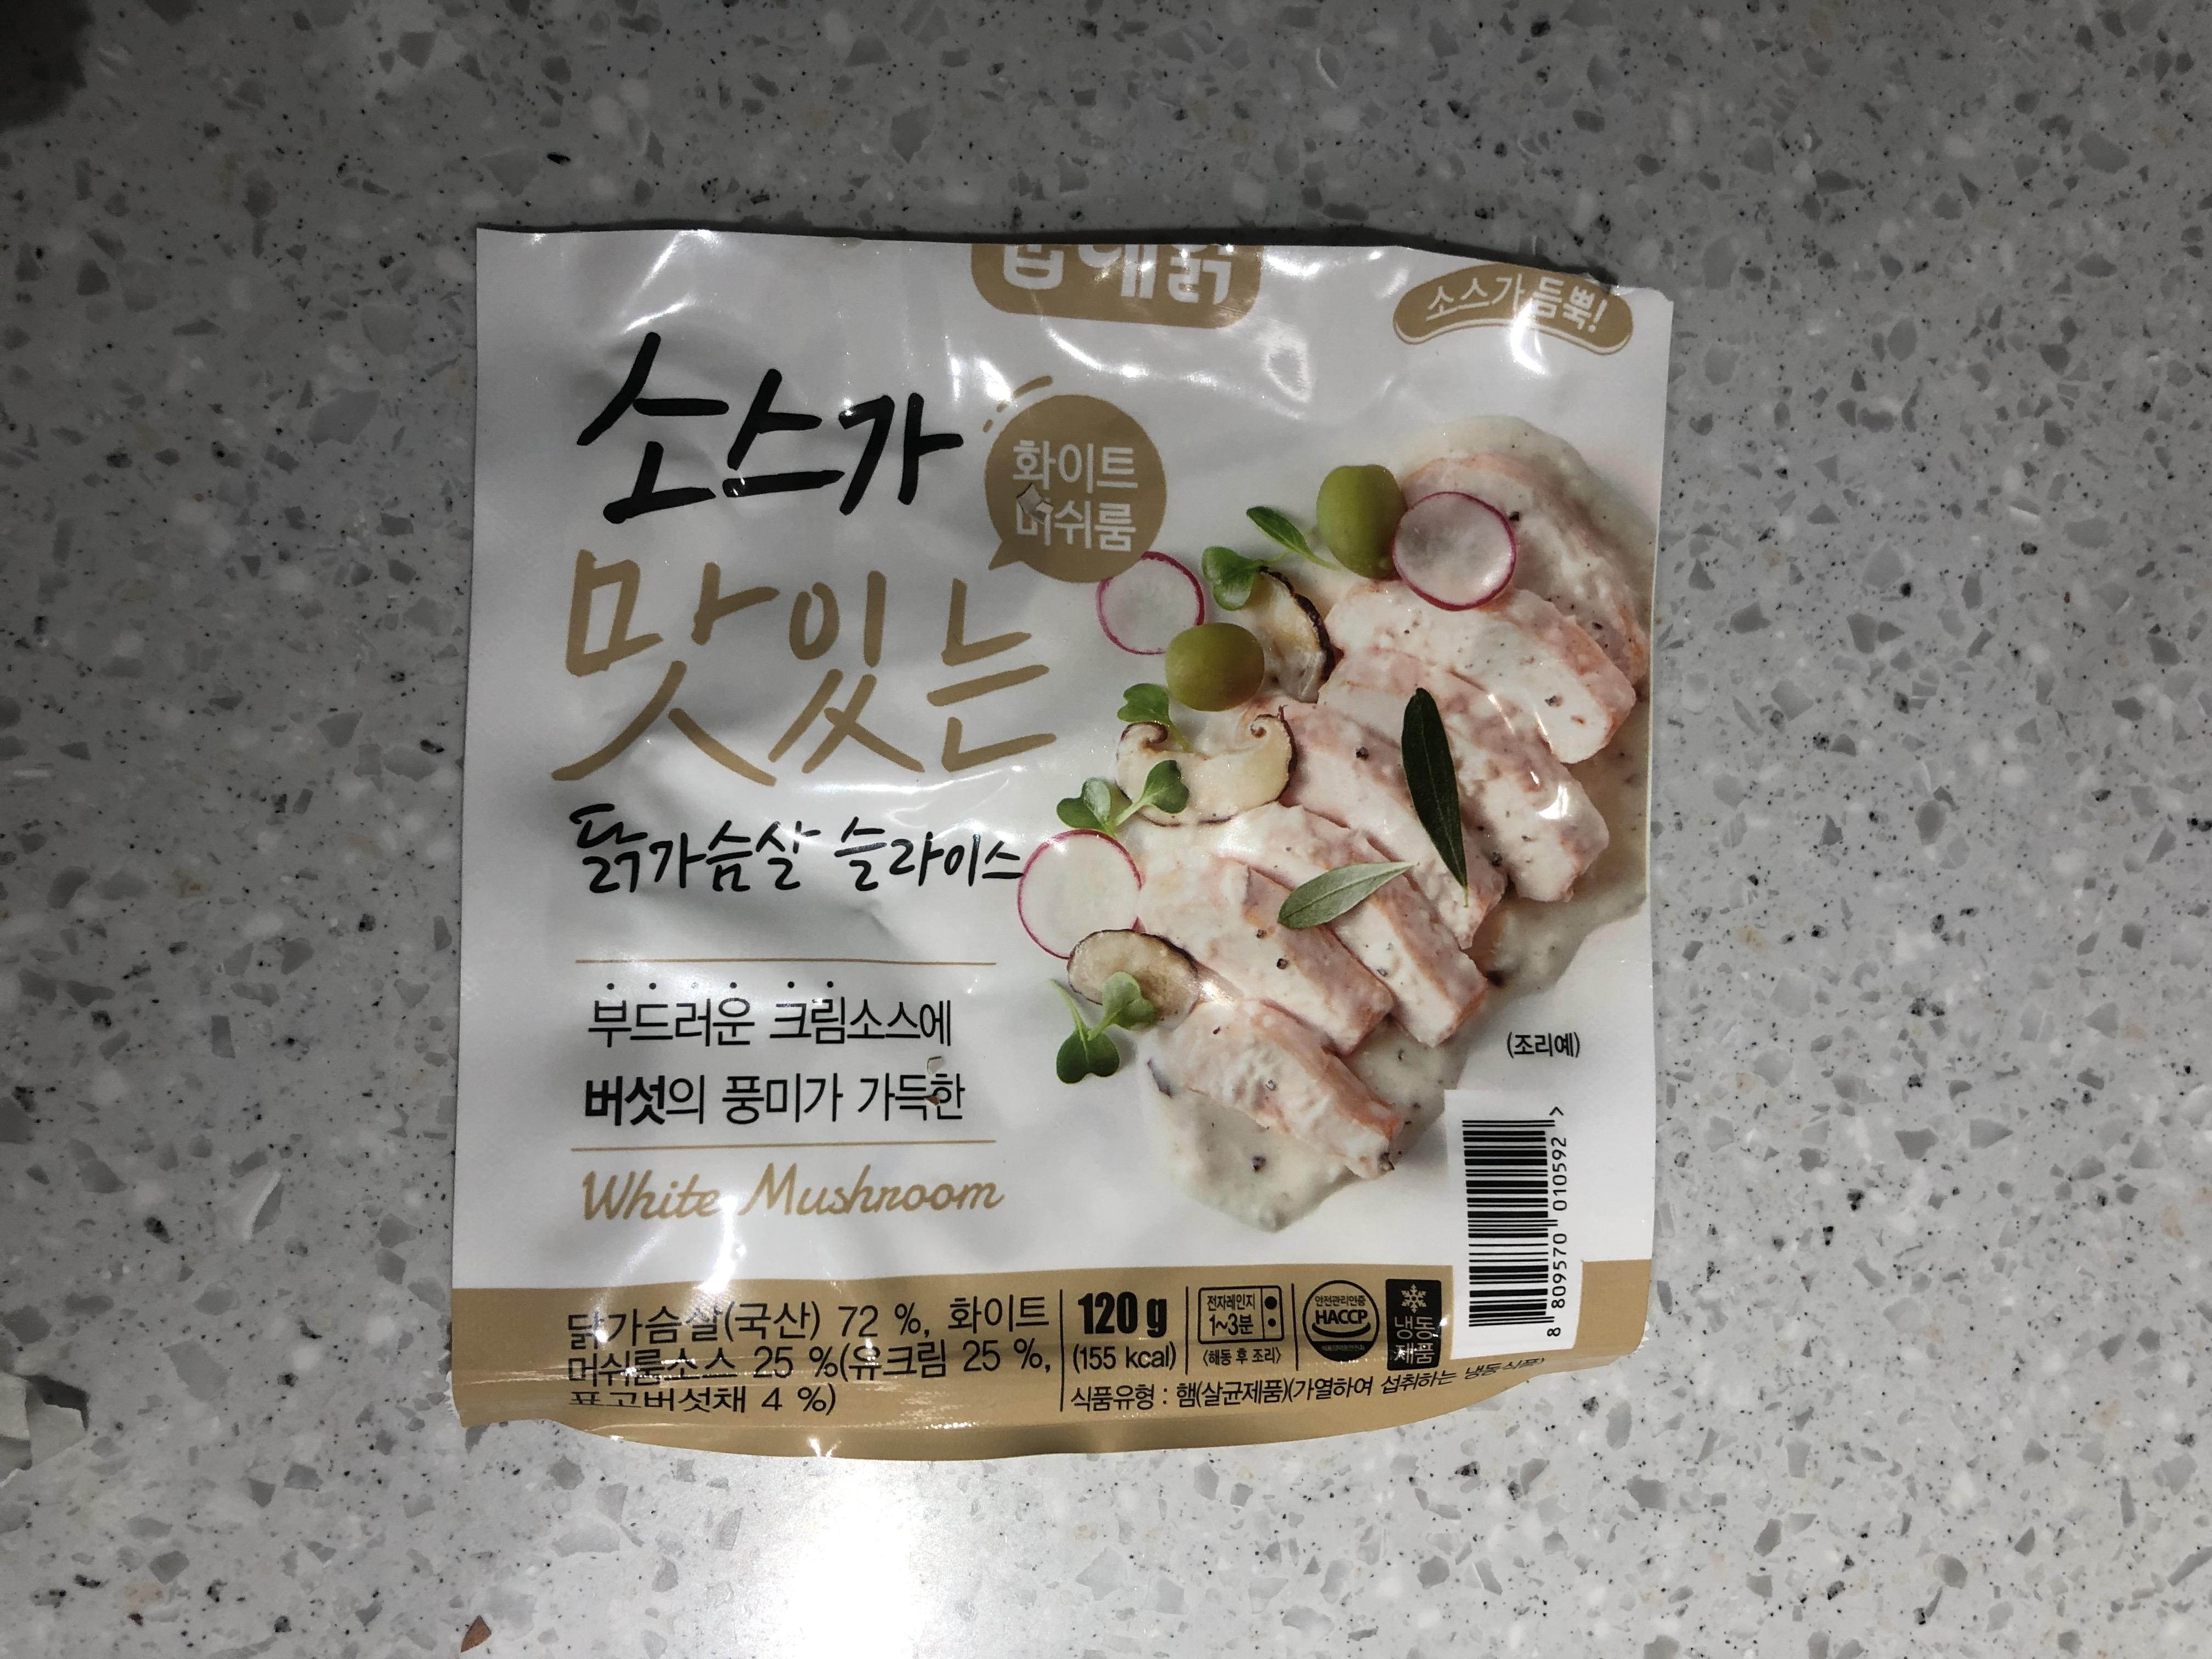 소스가 듬뿍!
소스가
화이트
머쉬룸
맛있는
닭가슴살 슬라이스
부드러운 크림소스에
버섯의 풍미가 가득한
White Mushroom
(조리예)
8 809570 010592 >
닭가슴살(국산) 72 %, 화이트
머쉬룸소스 25 %(유크림 25 %,
표고버섯채 4 %)
120 g
(155 kcal)
전자레인지
1~3분
(해동 후 조리)
안전관리인증
HACCP
냉동
제품
식품유형 : 햄(살균제품)(가열하여 섭취하는 냉동식품)